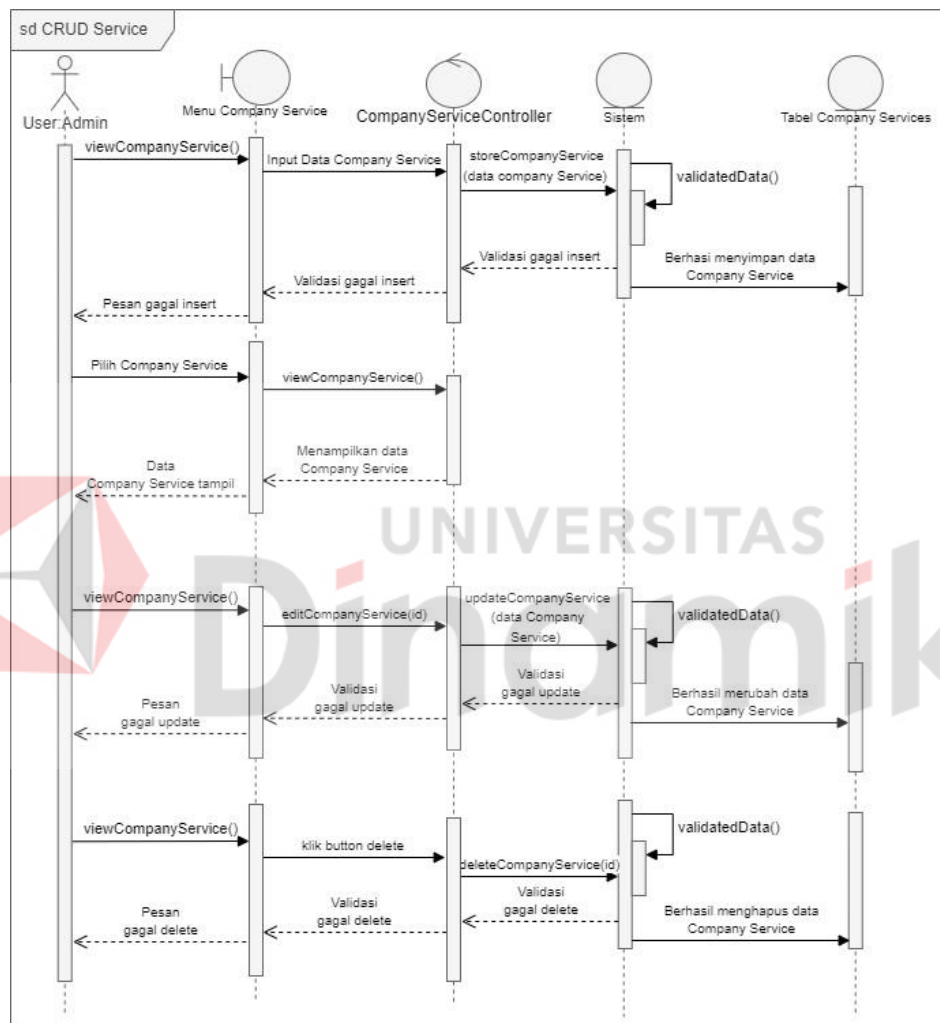 sd CRUD Service
User:Admin
Menu Company Service
CompanyServiceController
Sistem
Tabel Company Services
viewCompanyService()
Input Data Company Service
storeCompanyService
(data company Service)
validatedData()
Validasi gagal insert
Berhasi menyimpan data
Company Service
Validasi gagal insert
Pesan gagal insert
Pilih Company Service
viewCompanyService()
Menampilkan data
Company Service
Data
Company Service tampil
UNIVERSITAS
Dinamik
viewCompanyService()
editCompanyService(id)
updateCompanyService
(data Company
Service)
validatedData()
Validasi
gagal update
Berhasil merubah data
Company Service
Validasi
gagal update
Pesan
gagal update
viewCompanyService()
klik button delete
deleteCompanyService(id)
validatedData()
Validasi
gagal delete
Berhasil menghapus data
Company Service
Validasi
gagal delete
Pesan
gagal delete